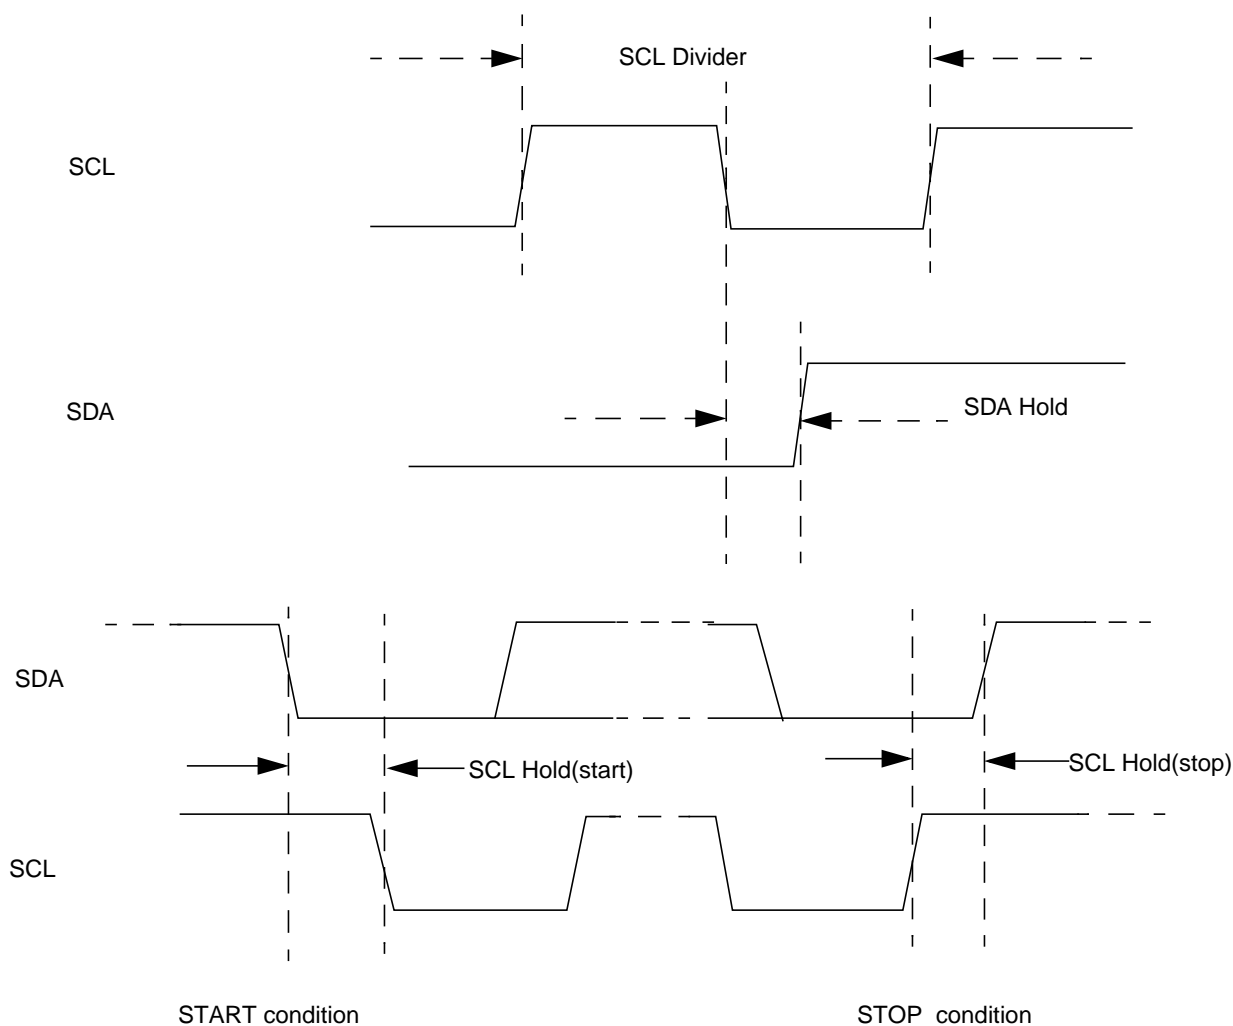 SCL Divider
SCL
SDA
SDA Hold
SDA
SCL Hold(start)
SCL Hold(stop)
SCL
START condition
STOP condition